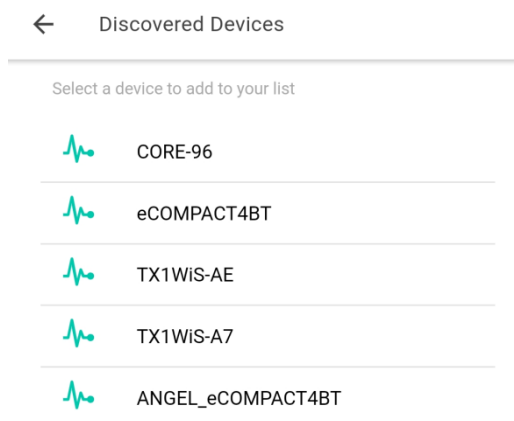 Discovered Devices
Select a device to add to your list
CORE-96
eCOMPACT4BT
TX1WiS-AE
TX1WiS-A7
ANGEL_eCOMPACT4BT